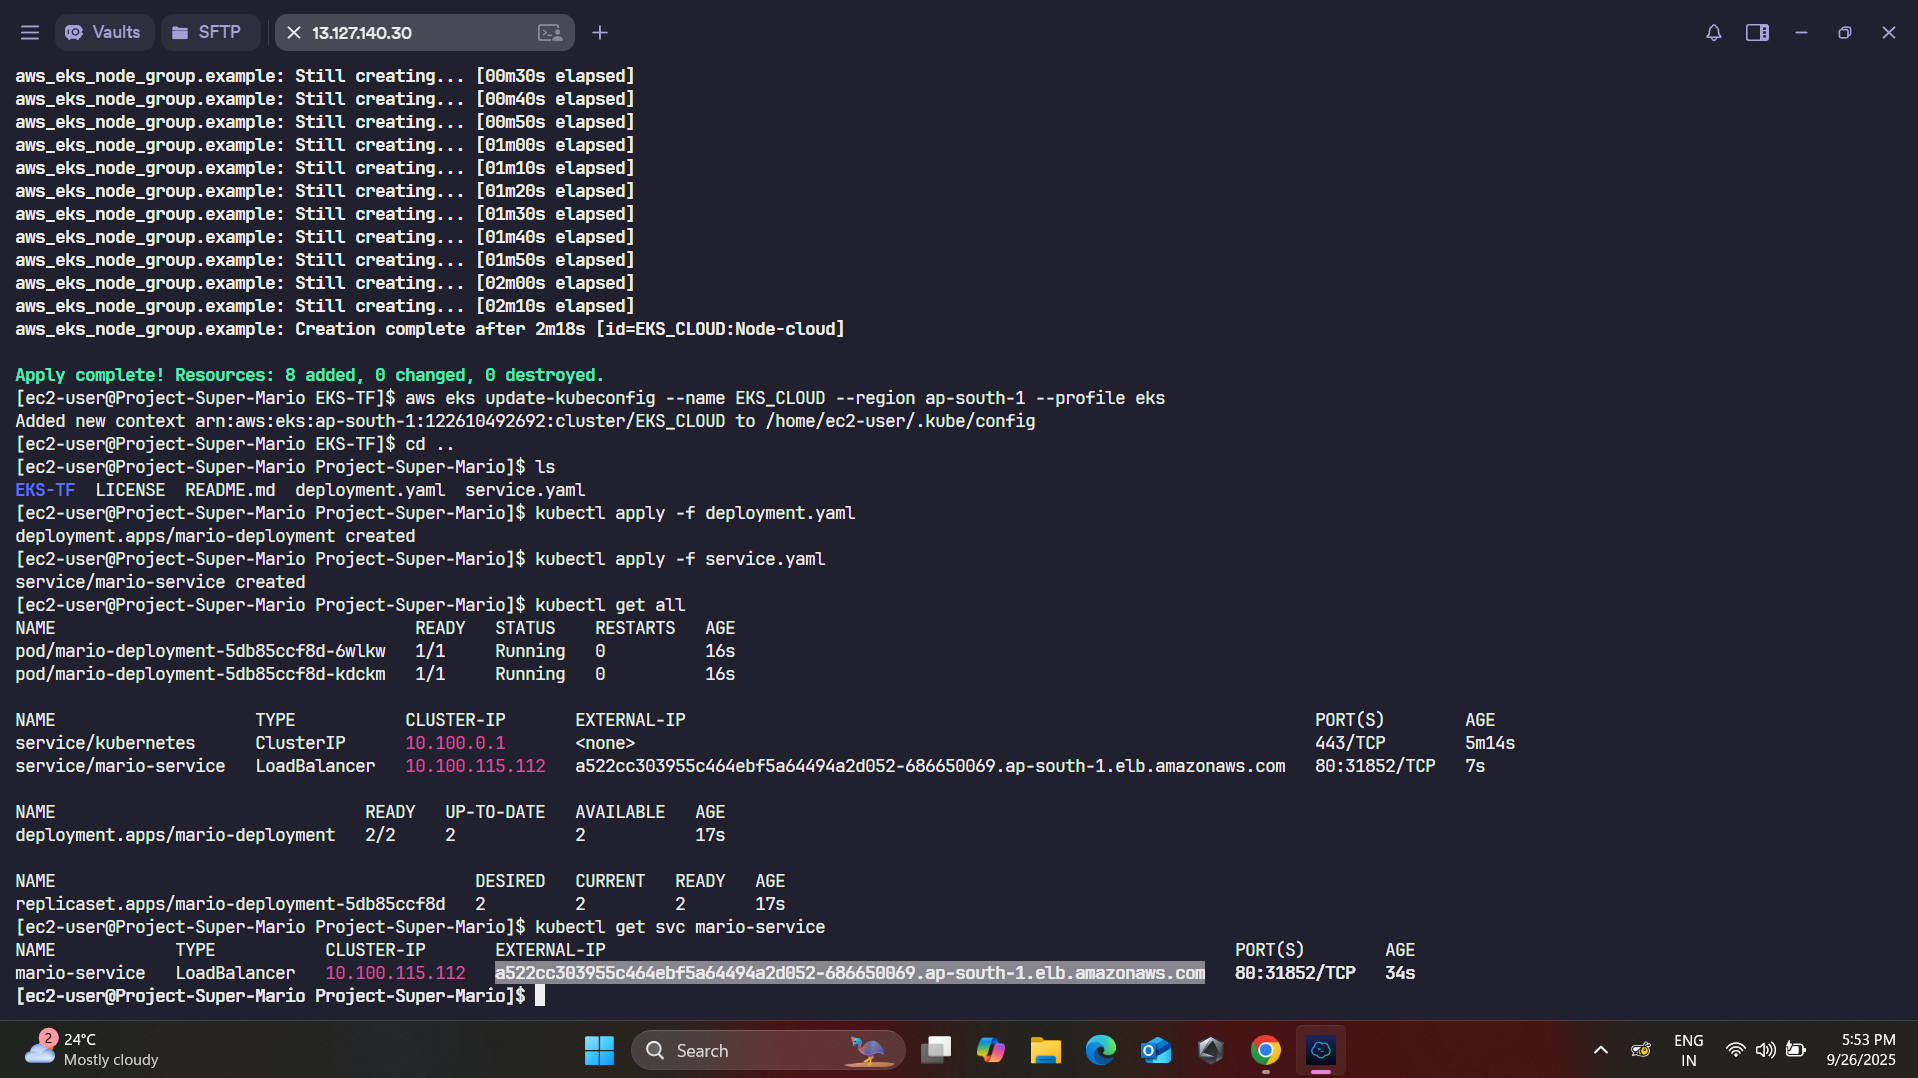 Vaults SFTP 13.127.140.30
aws_eks_node_group.example: Still creating... [00m30s elapsed]
aws_eks_node_group.example: Still creating... [00m40s elapsed]
aws_eks_node_group.example: Still creating... [00m50s elapsed]
aws_eks_node_group.example: Still creating... [01m00s elapsed]
aws_eks_node_group.example: Still creating... [01m10s elapsed]
aws_eks_node_group.example: Still creating... [01m20s elapsed]
aws_eks_node_group.example: Still creating... [01m30s elapsed]
aws_eks_node_group.example: Still creating... [01m40s elapsed]
aws_eks_node_group.example: Still creating... [01m50s elapsed]
aws_eks_node_group.example: Still creating... [02m00s elapsed]
aws_eks_node_group.example: Still creating... [02m10s elapsed]
aws_eks_node_group.example: Creation complete after 2m18s [id=EKS_CLOUD:Node-cloud]
Apply complete! Resources: 8 added, 0 changed, 0 destroyed.
[ec2-user@Project-Super-Mario EKS-TF]$ aws eks update-kubeconfig --name EKS_CLOUD --region ap-south-1 --profile eks
Added new context arn:aws:eks:ap-south-1:122610492692:cluster/EKS_CLOUD to /home/ec2-user/.kube/config
[ec2-user@Project-Super-Mario EKS-TF]$ cd ..
[ec2-user@Project-Super-Mario Project-Super-Mario]$ ls
EKS-TF LICENSE README.md deployment.yaml service.yaml
[ec2-user@Project-Super-Mario Project-Super-Mario]$ kubectl apply -f deployment.yaml
deployment.apps/mario-deployment created
[ec2-user@Project-Super-Mario Project-Super-Mario]$ kubectl apply -f service.yaml
service/mario-service created
[ec2-user@Project-Super-Mario Project-Super-Mario]$ kubectl get all
NAME READY STATUS RESTARTS AGE
pod/mario-deployment-5db85ccf8d-6wlkw 1/1 Running 0 16s
pod/mario-deployment-5db85ccf8d-kdckm 1/1 Running 0 16s
NAME TYPE CLUSTER-IP EXTERNAL-IP PORT(S) AGE
service/kubernetes ClusterIP 10.100.0.1 <none> 443/TCP 5m14s
service/mario-service LoadBalancer 10.100.115.112 a522cc303955c464ebf5a64494a2d052-686650069.ap-south-1.elb.amazonaws.com 80:31852/TCP 7s
NAME READY UP-TO-DATE AVAILABLE AGE
deployment.apps/mario-deployment 2/2 2 2 17s
NAME DESIRED CURRENT READY AGE
replicaset.apps/mario-deployment-5db85ccf8d 2 2 2 17s
[ec2-user@Project-Super-Mario Project-Super-Mario]$ kubectl get svc mario-service
NAME TYPE CLUSTER-IP EXTERNAL-IP PORT(S) AGE
mario-service LoadBalancer 10.100.115.112 a522cc303955c464ebf5a64494a2d052-686650069.ap-south-1.elb.amazonaws.com 80:31852/TCP 34s
[ec2-user@Project-Super-Mario Project-Super-Mario]$
2 24°C
Mostly cloudy
Search
ENG
IN
5:53 PM
9/26/2025